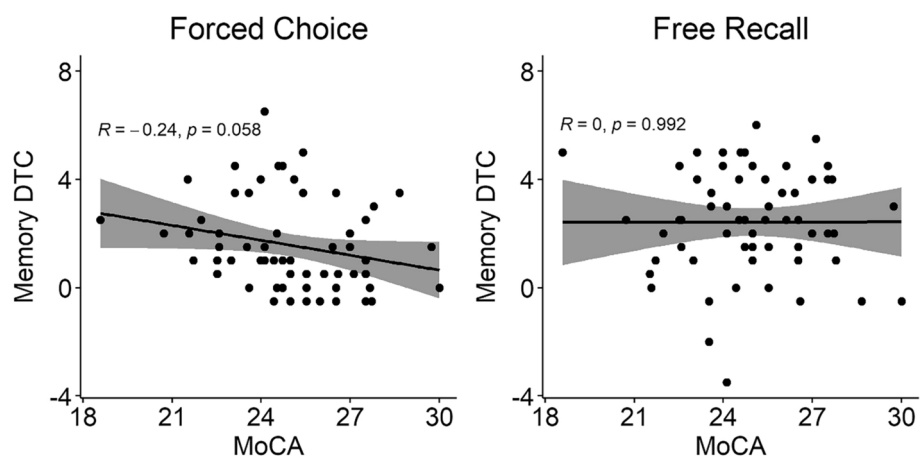 Forced Choice
Memory DTC
8
4
0
-4
R = −0.24, p = 0.058
18 21 24 27 30
MoCA
Free Recall
Memory DTC
8
4
0
-4
R = 0, p = 0.992
18 21 24 27 30
MoCA